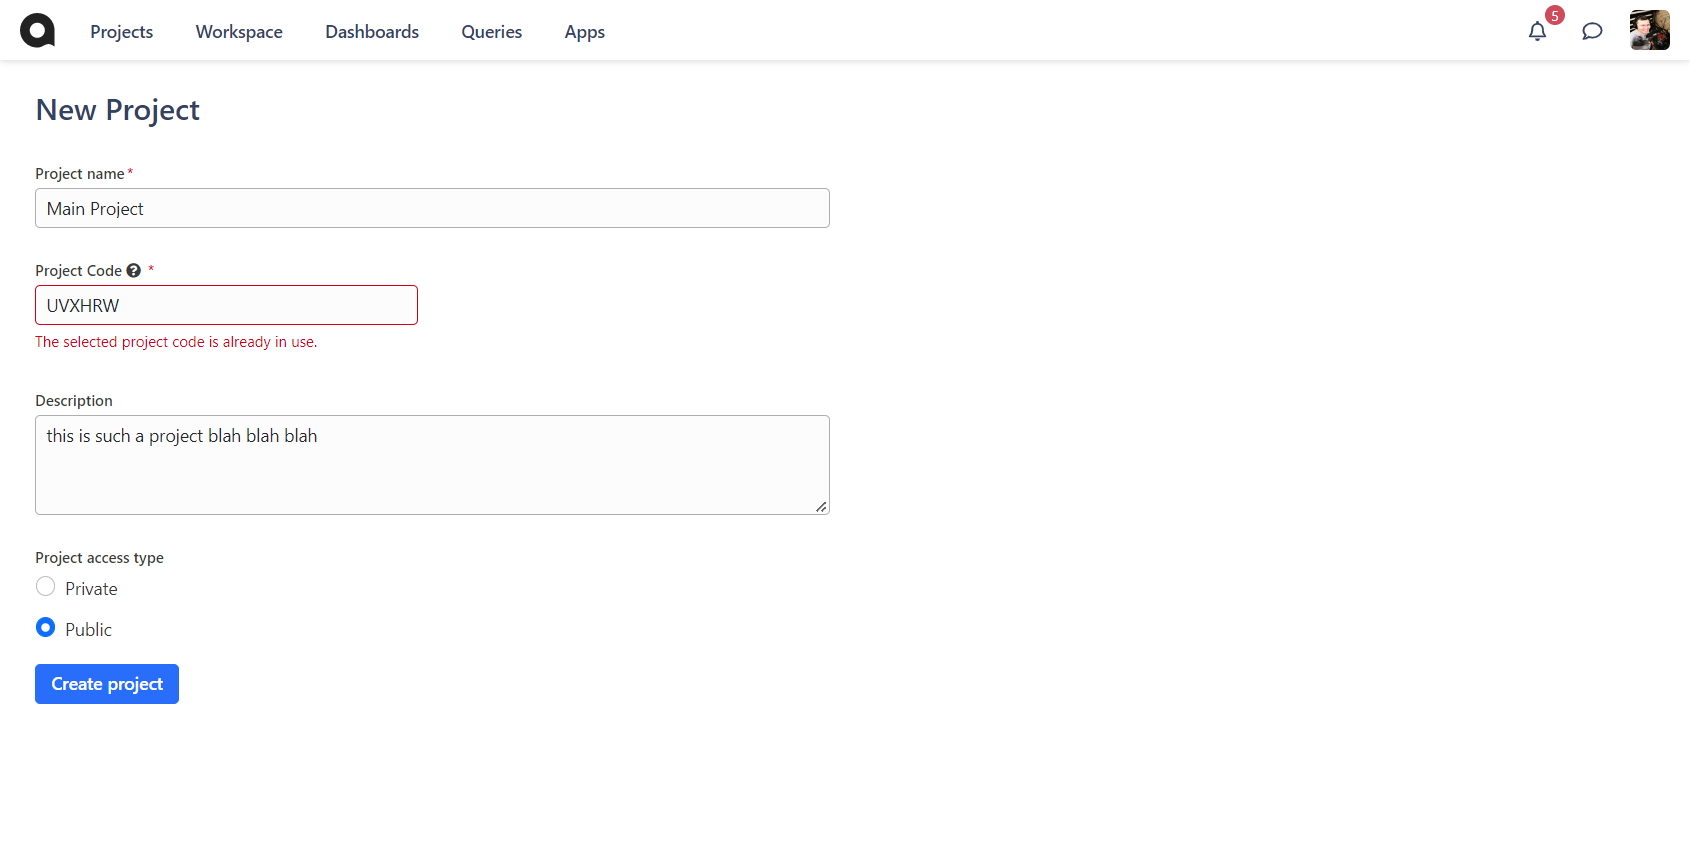 Projects Workspace Dashboards Queries Apps 5
New Project
Project name*
Main Project
Project Code ? *
UVXHRW
The selected project code is already in use.
Description
this is such a project blah blah blah
Project access type
Private
Public
Create project